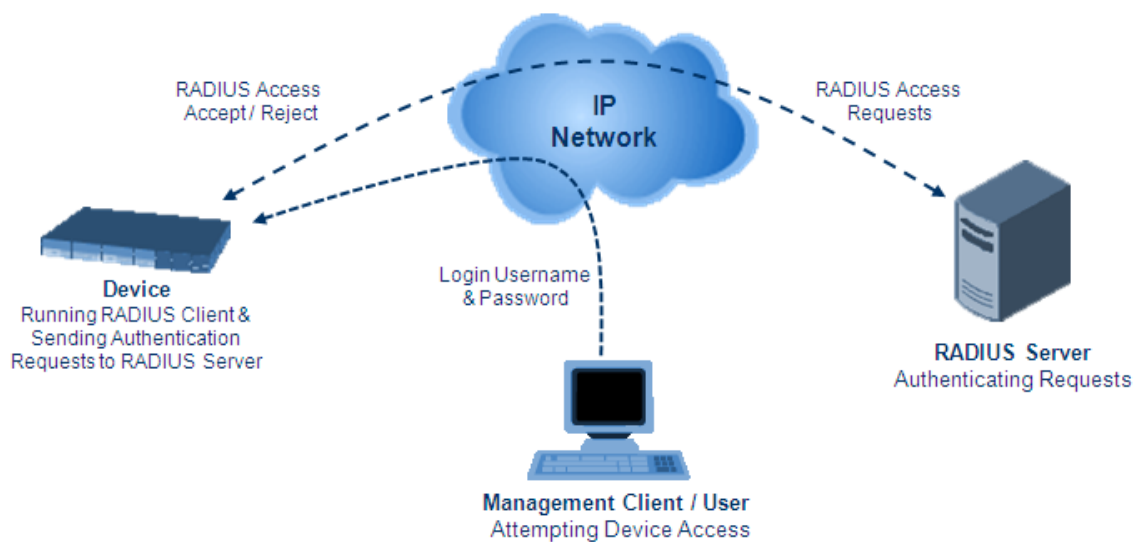 RADIUS Access
Accept / Reject
IP
Network
RADIUS Access
Requests
Login Username
& Password
Device
Running RADIUS Client &
Sending Authentication
Requests to RADIUS Server
RADIUS Server
Authenticating Requests
Management Client / User
Attempting Device Access